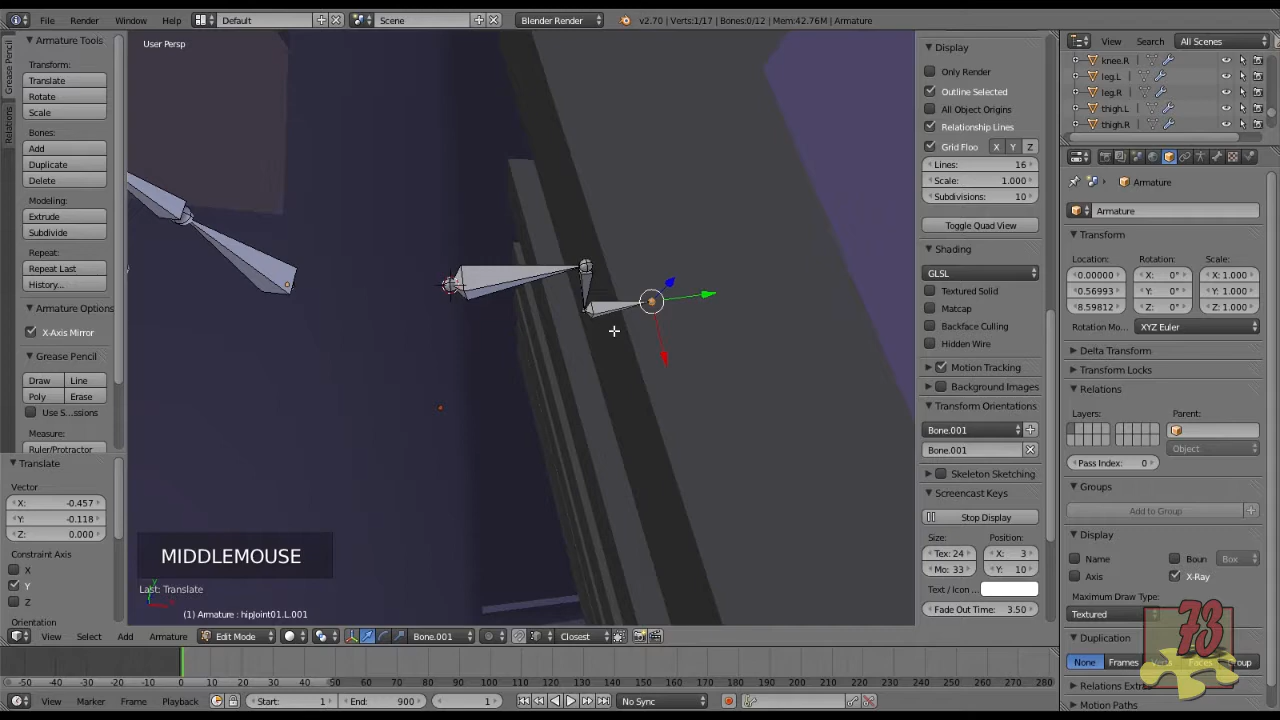 File Render Window Help Default Scene Blender Render v2.70 | Verts:1/17 | Bones:0/12 | Mem:42.76M | Armature
Grease Pencil
Relations
Armature Tools
Transform:
Translate
Rotate
Scale
Bones:
Add
Duplicate
Delete
Modeling:
Extrude
Subdivide
Repeat:
Repeat Last
History...
Armature Options
X-Axis Mirror
Grease Pencil
Draw Line
Poly Erase
Use S...ssions
Measure:
Ruler/Protractor
Translate
Vector
X: -0.457
Y: -0.118
Z: 0.000
Constraint Axis
X
Y
Z
Orientation
User Persp
MIDDLEMOUSE
Last: Translate
(1) Armature : hipJoint01.L.001
Display
Only Render
Outline Selected
All Object Origins
Relationship Lines
Grid Floo X Y Z
Lines: 16
Scale: 1.000
Subdivisions: 10
Toggle Quad View
Shading
GLSL
Textured Solid
Matcap
Backface Culling
Hidden Wire
Motion Tracking
Background Images
Transform Orientations
Bone.001
Bone.001
Skeleton Sketching
Screencast Keys
Stop Display
Size: Position:
Tex: 24 X: 3
Mo: 33 Y: 10
Text / Icon
Fade Out Time: 3.50
View Search All Scenes
knee.R
leg.L
leg.R
thigh.L
thigh.R
Armature
Armature
Transform
Location: Rotation: Scale:
0.00000 X: 0° X: 1.000
0.56993 Y: 0° Y: 1.000
8.59812 Z: 0° Z: 1.000
Rotation Mo... XYZ Euler
Delta Transform
Transform Locks
Relations
Layers: Parent:
Object
Pass Index: 0
Groups
Add to Group
Display
Name Boun Box
Axis X-Ray
Maximum Draw Type:
Textured
73
Duplication
None Frames Verts Faces Group
Relations Extras
Motion Paths
View Select Add Armature Edit Mode Bone.001 Closest
-50 -40 -30 -20 -10 0 10 20 30 40 50 60 70 80 90 100 110 120 130 140 150 160 170 180 190 200 210 220 230 240 250 260 270 280
View Marker Frame Playback Start: 1 End: 900 1 No Sync